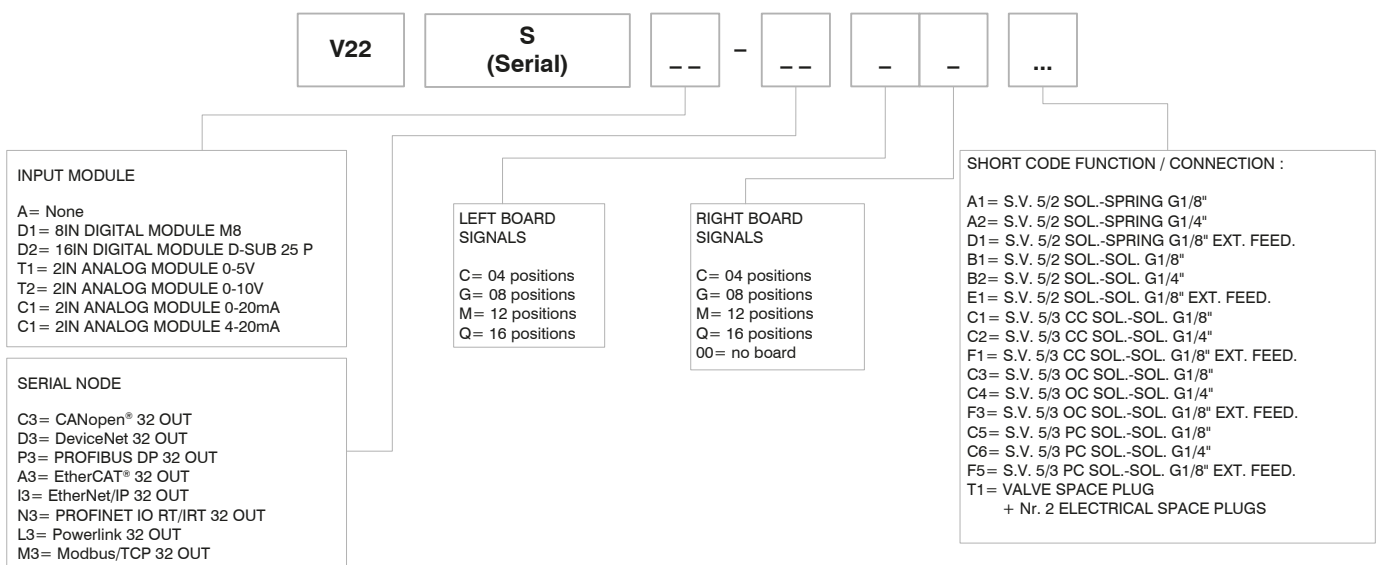 V22
S
(Serial)
_ _
–
_ _
_
_
...
INPUT MODULE
A= None
D1= 8IN DIGITAL MODULE M8
D2= 16IN DIGITAL MODULE D-SUB 25 P
T1= 2IN ANALOG MODULE 0-5V
T2= 2IN ANALOG MODULE 0-10V
C1= 2IN ANALOG MODULE 0-20mA
C1= 2IN ANALOG MODULE 4-20mA
SERIAL NODE
C3= CANopen® 32 OUT
D3= DeviceNet 32 OUT
P3= PROFIBUS DP 32 OUT
A3= EtherCAT® 32 OUT
I3= EtherNet/IP 32 OUT
N3= PROFINET IO RT/IRT 32 OUT
L3= Powerlink 32 OUT
M3= Modbus/TCP 32 OUT
LEFT BOARD
SIGNALS
C= 04 positions
G= 08 positions
M= 12 positions
Q= 16 positions
RIGHT BOARD
SIGNALS
C= 04 positions
G= 08 positions
M= 12 positions
Q= 16 positions
00= no board
SHORT CODE FUNCTION / CONNECTION :
A1= S.V. 5/2 SOL.-SPRING G1/8"
A2= S.V. 5/2 SOL.-SPRING G1/4"
D1= S.V. 5/2 SOL.-SPRING G1/8" EXT. FEED.
B1= S.V. 5/2 SOL.-SOL. G1/8"
B2= S.V. 5/2 SOL.-SOL. G1/4"
E1= S.V. 5/2 SOL.-SOL. G1/8" EXT. FEED.
C1= S.V. 5/3 CC SOL.-SOL. G1/8"
C2= S.V. 5/3 CC SOL.-SOL. G1/4"
F1= S.V. 5/3 CC SOL.-SOL. G1/8" EXT. FEED.
C3= S.V. 5/3 OC SOL.-SOL. G1/8"
C4= S.V. 5/3 OC SOL.-SOL. G1/4"
F3= S.V. 5/3 OC SOL.-SOL. G1/8" EXT. FEED.
C5= S.V. 5/3 PC SOL.-SOL. G1/8"
C6= S.V. 5/3 PC SOL.-SOL. G1/4"
F5= S.V. 5/3 PC SOL.-SOL. G1/8" EXT. FEED.
T1= VALVE SPACE PLUG
+ Nr. 2 ELECTRICAL SPACE PLUGS